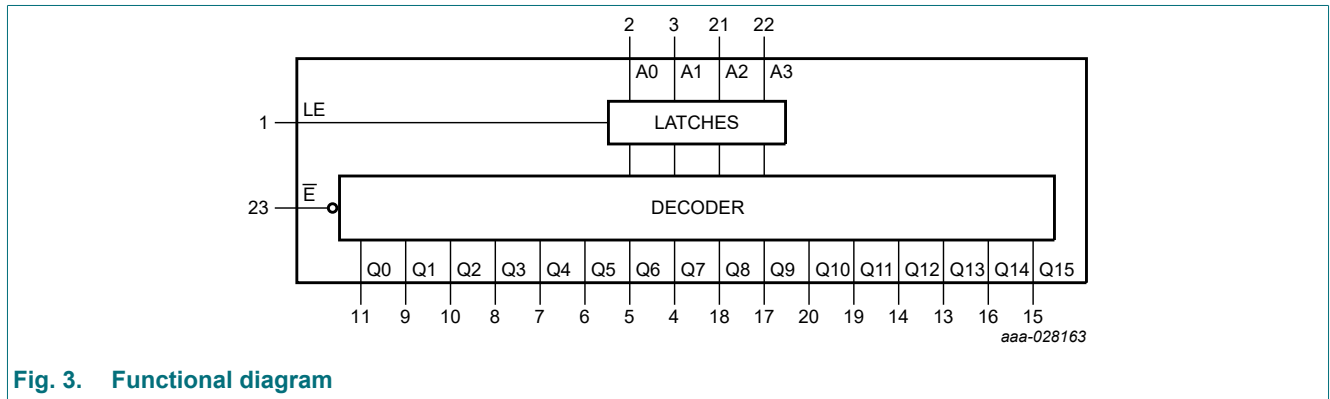 2 3 21 22
A0 A1 A2 A3
1 LE LATCHES
23 E̅ DECODER
Q0 Q1 Q2 Q3 Q4 Q5 Q6 Q7 Q8 Q9 Q10 Q11 Q12 Q13 Q14 Q15
11 9 10 8 7 6 5 4 18 17 20 19 14 13 16 15
aaa-028163
Fig. 3. Functional diagram